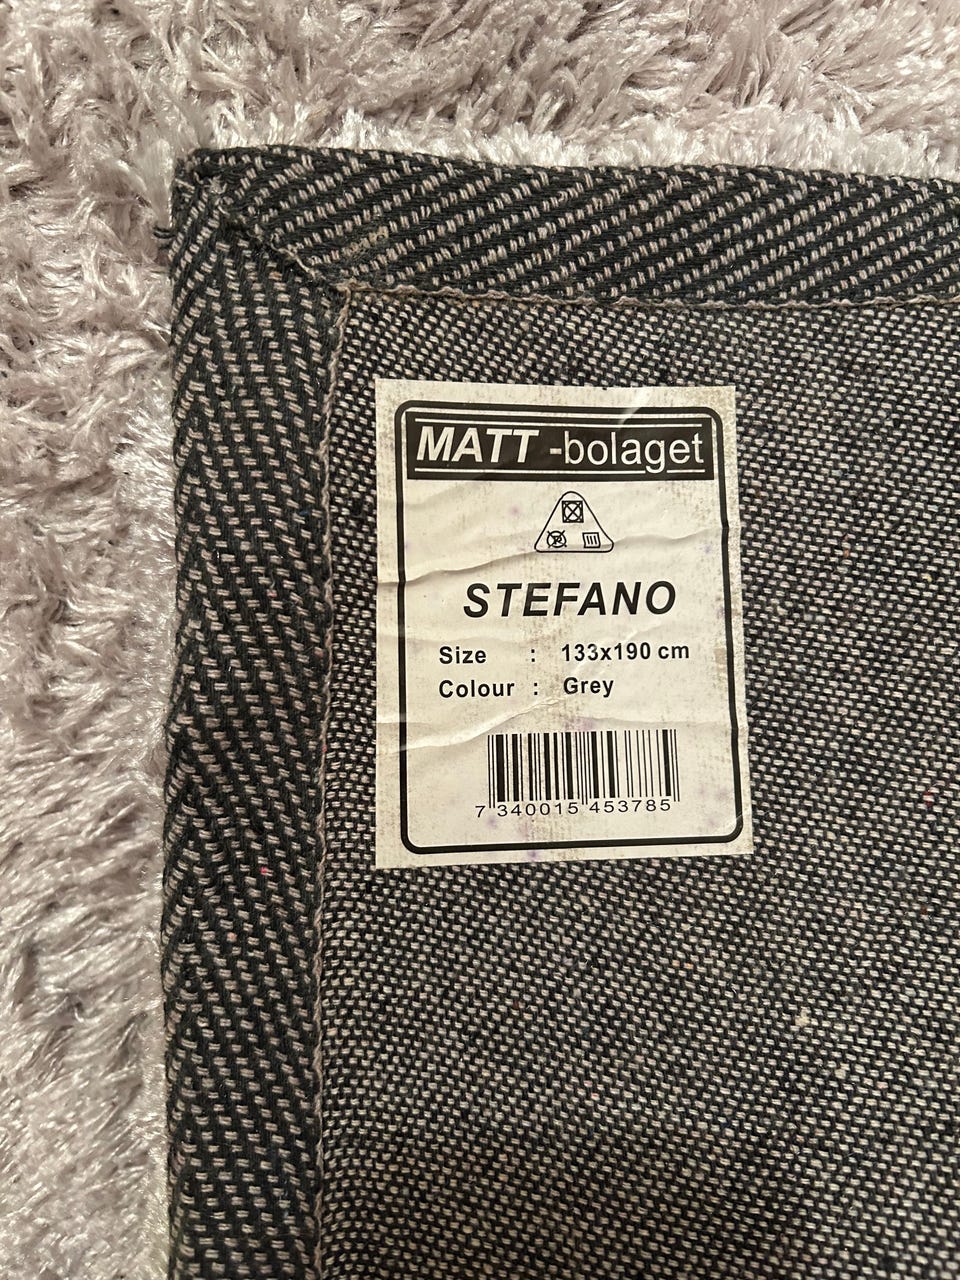 MATT -bolaget
STEFANO
Size : 133x190 cm
Colour : Grey
7 340015 453785